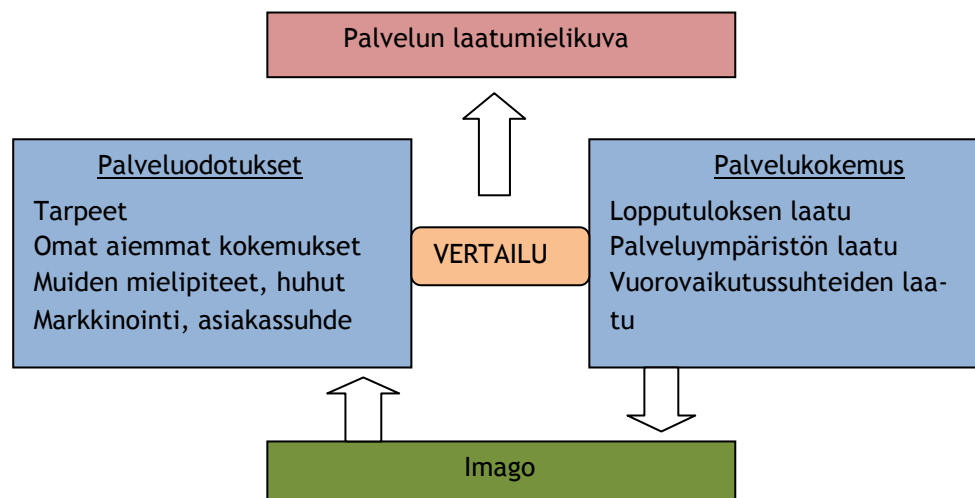 Palvelun laatumielikuva
Palveluodotukset
Tarpeet
Omat aiemmat kokemukset
Muiden mielipiteet, huhut
Markkinointi, asiakassuhde
VERTAILU
Palvelukokemus
Lopputuloksen laatu
Palveluympäristön laatu
Vuorovaikutussuhteiden laa-
tu
Imago